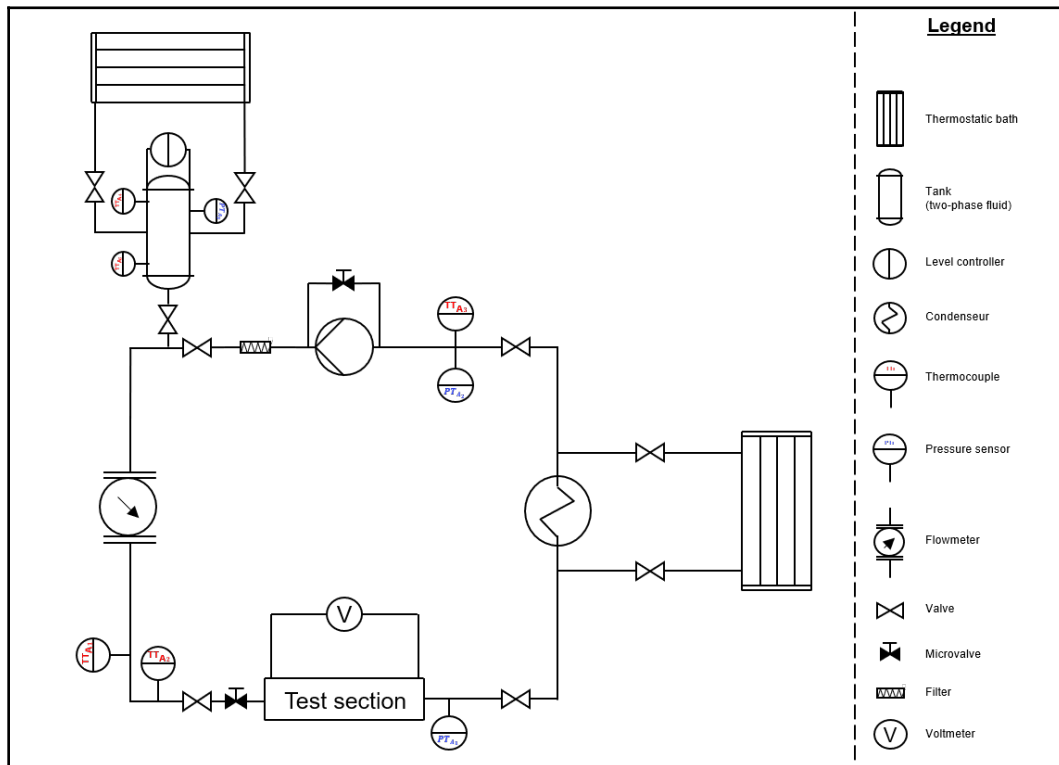 Legend
Thermostatic bath
Tank
(two-phase fluid)
Level controller
Condenseur
Thermocouple
Pressure sensor
Flowmeter
Valve
Microvalve
Filter
V
Voltmeter
TTA3
PTA2
V
TTA1
TTA2
Test section